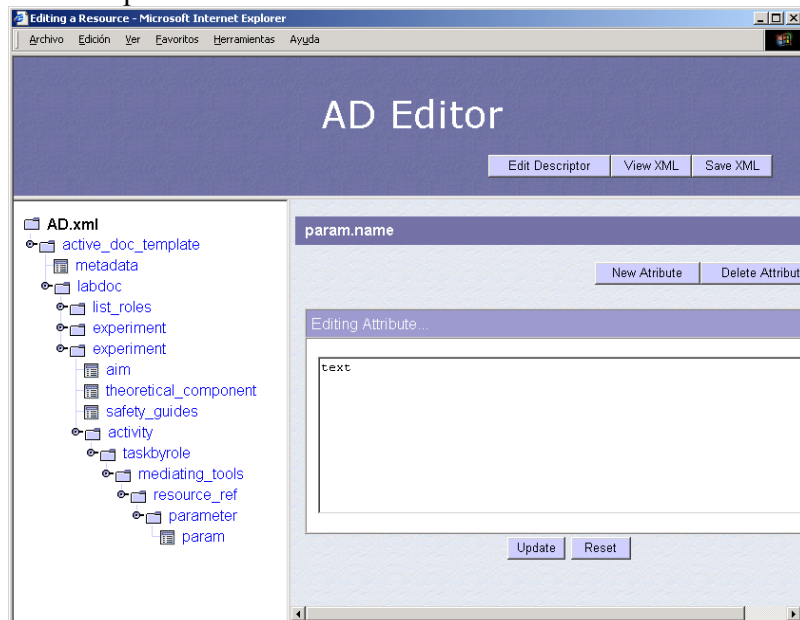 Editing a Resource - Microsoft Internet Explorer
Archivo Edición Ver Favoritos Herramientas Ayuda
AD Editor
Edit Descriptor View XML Save XML
AD.xml
active_doc_template
metadata
labdoc
list_roles
experiment
experiment
aim
theoretical_component
safety_guides
activity
taskbyrole
mediating_tools
resource_ref
parameter
param
param.name
New Atribute Delete Attribut
Editing Attribute...
text
Update Reset